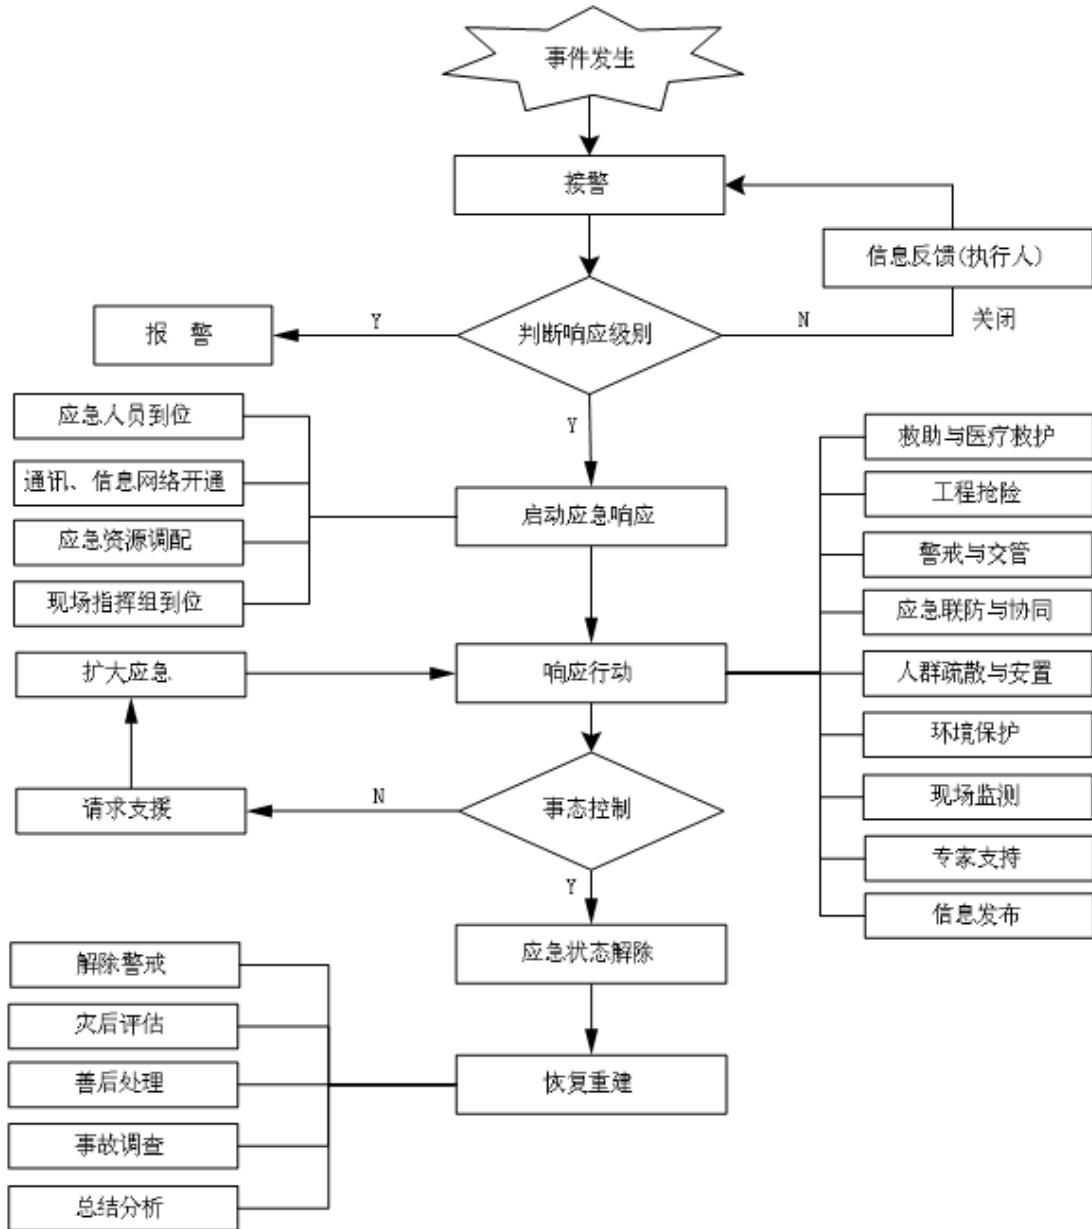 事件发生
接警
信息反馈(执行人)
报 警
Y
判断响应级别
N
关闭
应急人员到位
Y
救助与医疗救护
通讯、信息网络开通
启动应急响应
工程抢险
应急资源调配
警戒与交管
现场指挥组到位
应急联防与协同
扩大应急
响应行动
人群疏散与安置
环境保护
请求支援
N
事态控制
现场监测
Y
专家支持
信息发布
解除警戒
应急状态解除
灾后评估
善后处理
恢复重建
事故调查
总结分析